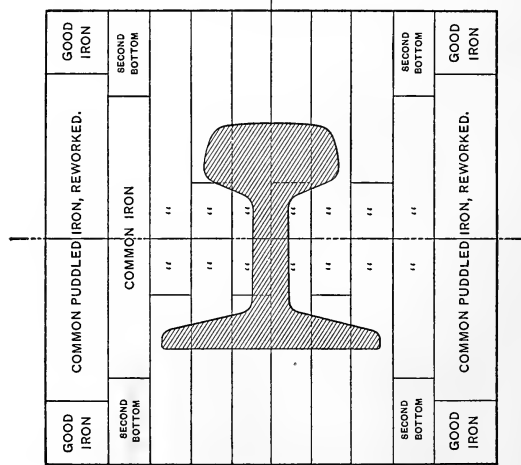 GOOD
IRON
COMMON PUDDLED IRON, REWORKED.
GOOD
IRON
SECOND
BOTTOM
COMMON IRON
SECOND
BOTTOM
“ “
“ “
“ “
“ “
“ “
“ “
SECOND
BOTTOM
SECOND
BOTTOM
GOOD
IRON
COMMON PUDDLED IRON, REWORKED.
GOOD
IRON